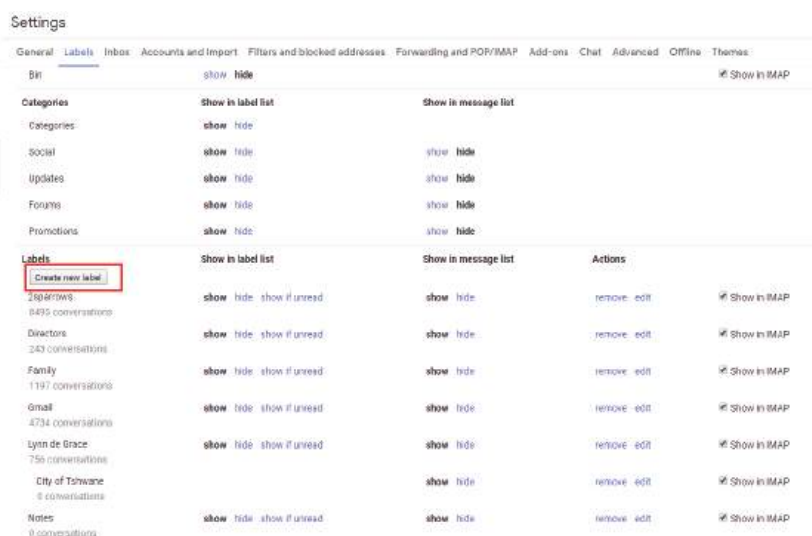 Settings
General Labels Inbox Accounts and Import Filters and blocked addresses Forwarding and POP/IMAP Add-ons Chat Advanced Offline Themes
Bin show hide Show in IMAP
Categories Show in label list Show in message list
Categories show hide
Social show hide show hide
Updates show hide show hide
Forums show hide show hide
Promotions show hide show hide
Labels Show in label list Show in message list Actions
Create new label
2sparrows show hide show if unread show hide remove edit Show in IMAP
8495 conversations
Directors show hide show if unread show hide remove edit Show in IMAP
243 conversations
Family show hide show if unread show hide remove edit Show in IMAP
1197 conversations
Gmail show hide show if unread show hide remove edit Show in IMAP
4734 conversations
Lynn de Grace show hide show if unread show hide remove edit Show in IMAP
756 conversations
City of Tshwane show hide remove edit Show in IMAP
0 conversations
Notes show hide show if unread show hide remove edit Show in IMAP
0 conversations